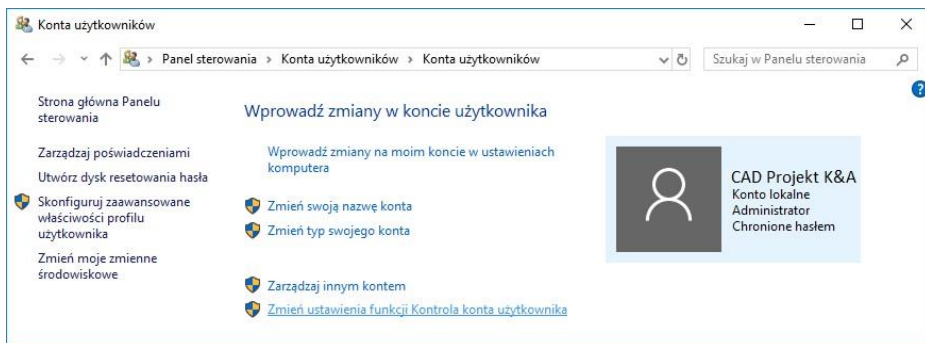 Konta użytkowników
Panel sterowania > Konta użytkowników > Konta użytkowników
Szukaj w Panelu sterowania
Strona główna Panelu
sterowania
Zarządzaj poświadczeniami
Utwórz dysk resetowania hasła
Skonfiguruj zaawansowane
właściwości profilu
użytkownika
Zmień moje zmienne
środowiskowe
Wprowadź zmiany w koncie użytkownika
Wprowadź zmiany na moim koncie w ustawieniach
komputera
Zmień swoją nazwę konta
Zmień typ swojego konta
Zarządzaj innym kontem
Zmień ustawienia funkcji Kontrola konta użytkownika
CAD Projekt K&A
Konto lokalne
Administrator
Chronione hasłem
?